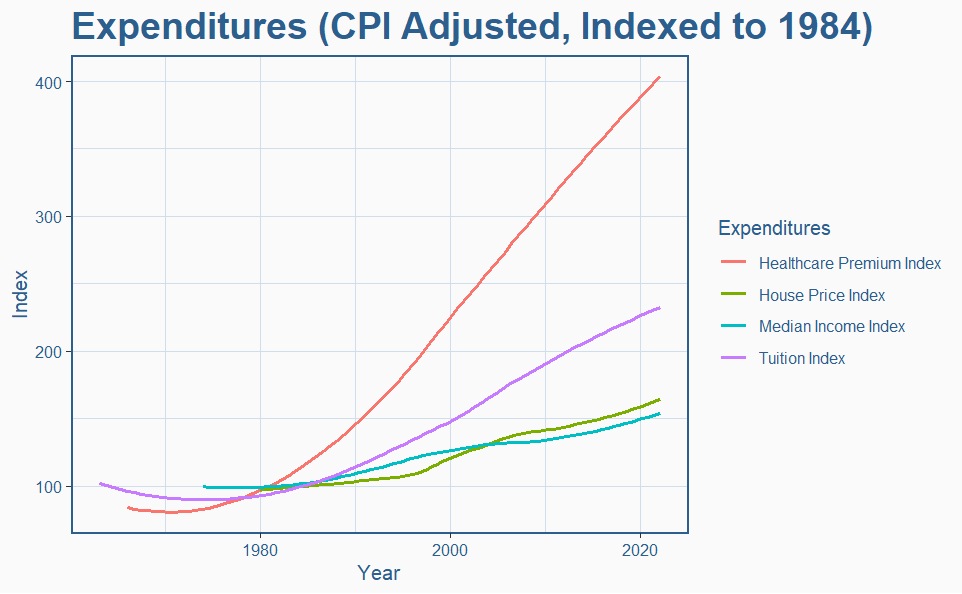 Expenditures (CPI Adjusted, Indexed to 1984)
400
300
200
100
Index
1980 2000 2020
Year
Expenditures
Healthcare Premium Index
House Price Index
Median Income Index
Tuition Index